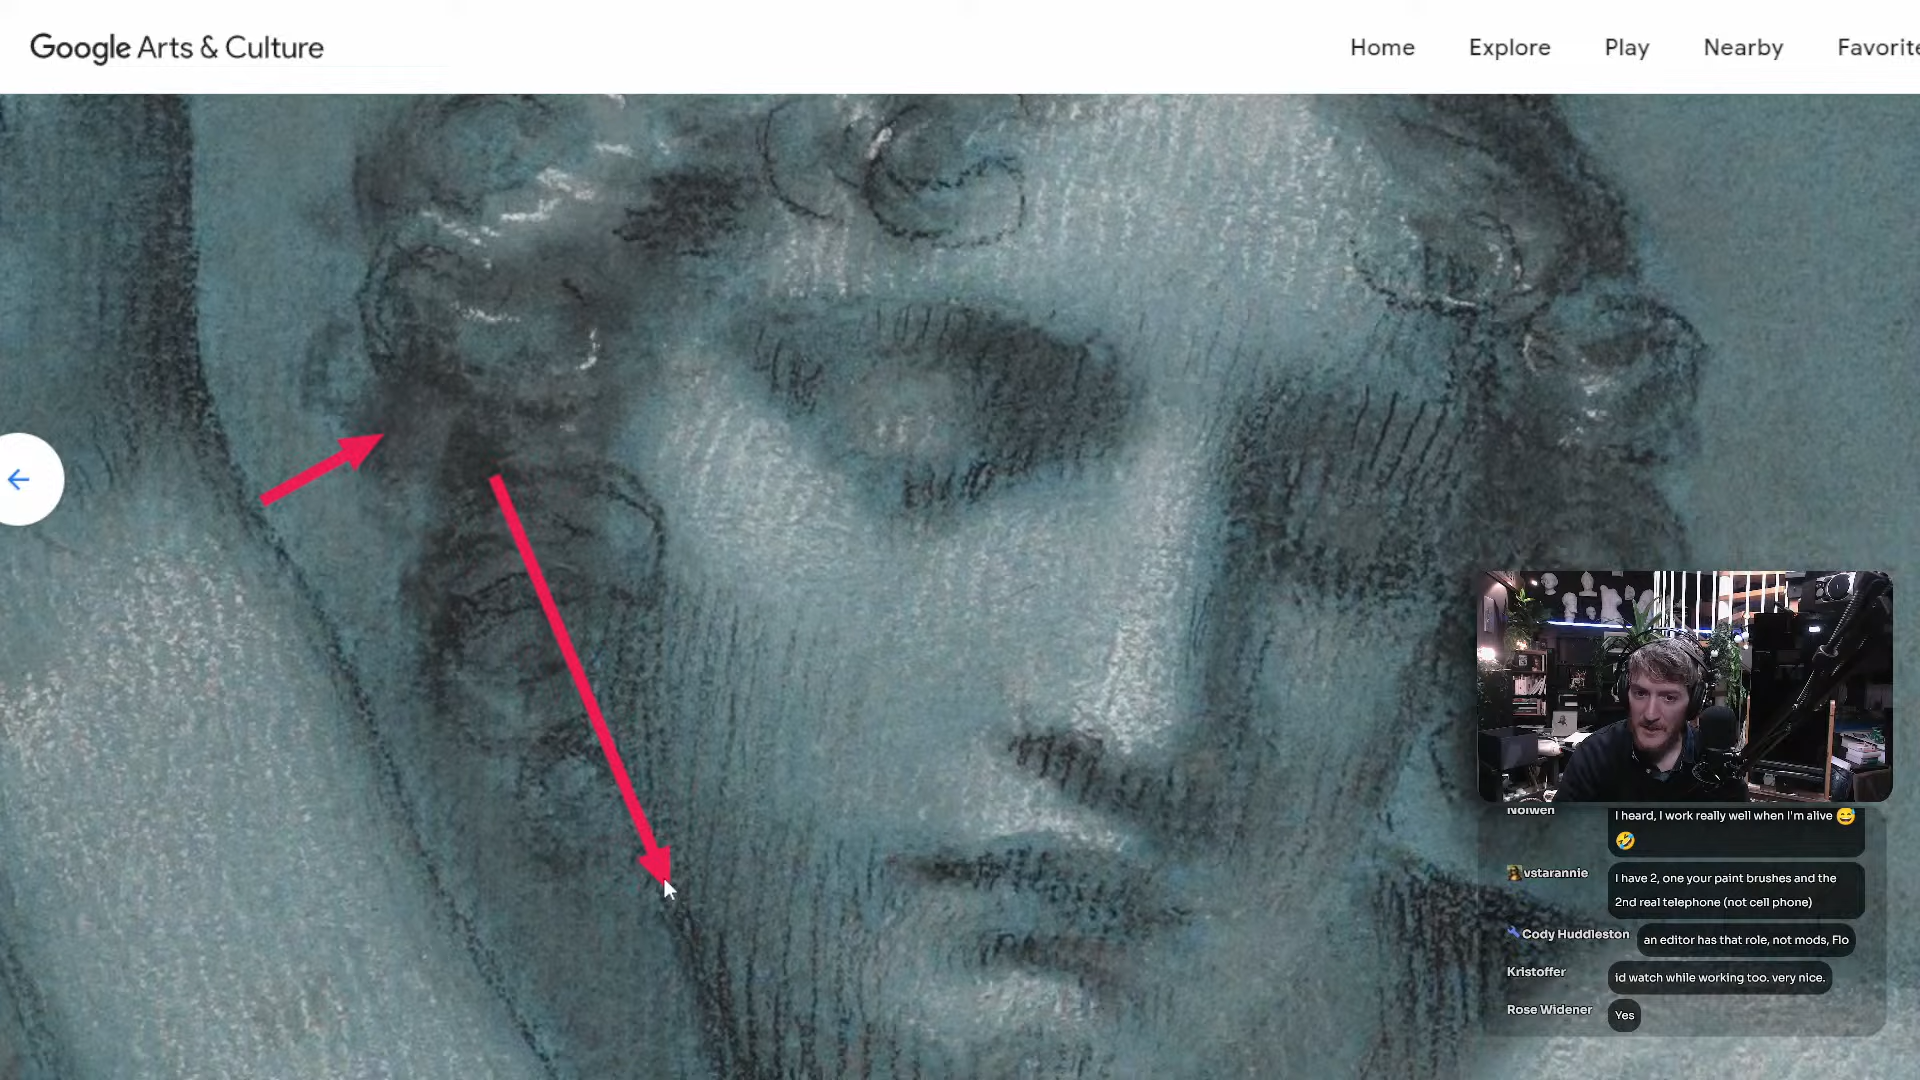 Google Arts & Culture
Home Explore Play Nearby Favorite
Nolwen
I heard, I work really well when I'm alive 😅
🤣
vstarannie
I have 2, one your paint brushes and the
2nd real telephone (not cell phone)
Cody Huddleston
an editor has that role, not mods, Flo
Kristoffer
id watch while working too. very nice.
Rose Widener
Yes